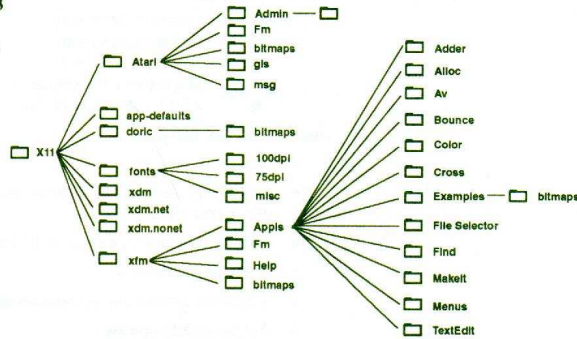 X11
Atari
Admin
Fm
bitmaps
gls
msg
app-defaults
doric
bitmaps
fonts
100dpi
75dpi
misc
xdm
xdm.net
xdm.nonet
xfm
Appls
Fm
Help
bitmaps
Adder
Alloc
Av
Bounce
Color
Cross
Examples
bitmaps
File Selector
Find
Makeit
Menus
TextEdit